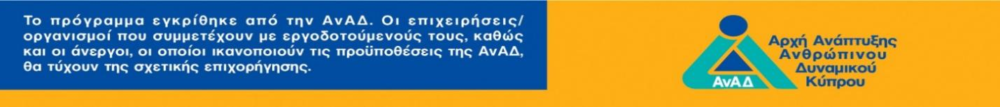 Το πρόγραμμα εγκρίθηκε από την ΑνΑΔ. Οι επιχειρήσεις/
οργανισμοί που συμμετέχουν με εργοδοτούμενούς τους, καθώς
και οι άνεργοι, οι οποίοι ικανοποιούν τις προϋποθέσεις της ΑνΑΔ,
θα τύχουν της σχετικής επιχορήγησης.
ΑνΑΔ
Αρχή Ανάπτυξης
Ανθρώπινου
Δυναμικού
Κύπρου